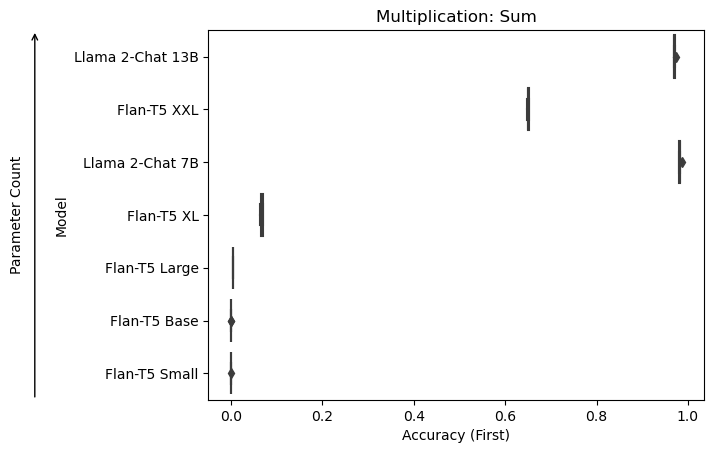 Multiplication: Sum
Parameter Count
Model
Llama 2-Chat 13B
Flan-T5 XXL
Llama 2-Chat 7B
Flan-T5 XL
Flan-T5 Large
Flan-T5 Base
Flan-T5 Small
0.0 0.2 0.4 0.6 0.8 1.0
Accuracy (First)